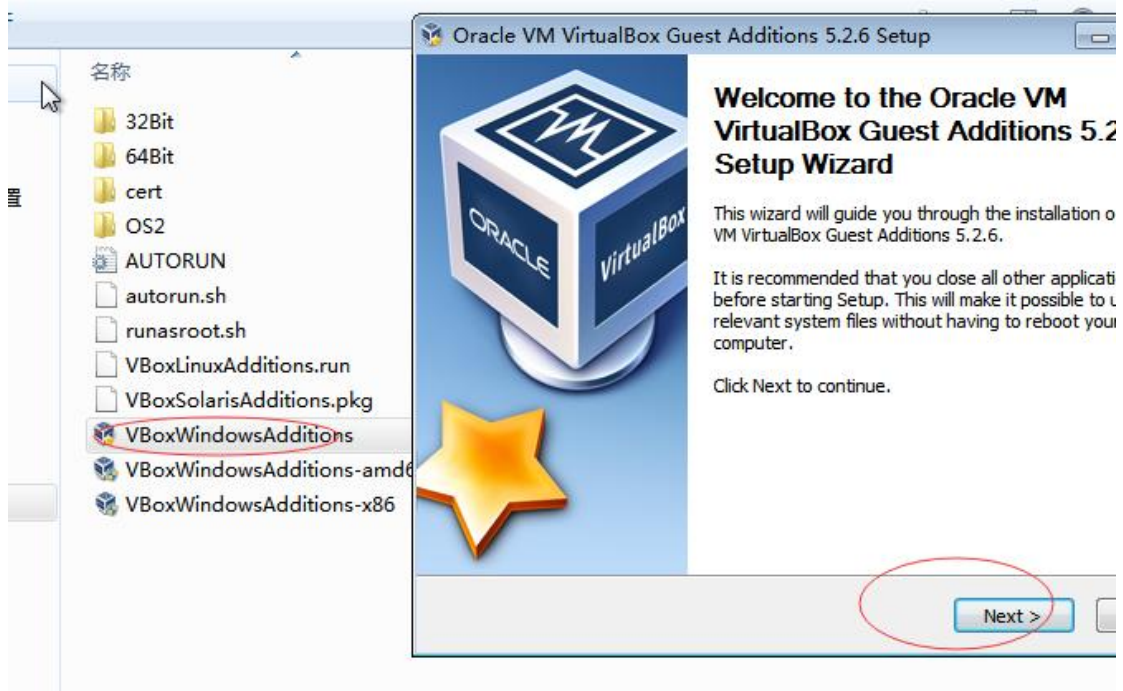 名称
32Bit
64Bit
cert
OS2
AUTORUN
autorun.sh
runasroot.sh
VBoxLinuxAdditions.run
VBoxSolarisAdditions.pkg
VBoxWindowsAdditions
VBoxWindowsAdditions-amd6
VBoxWindowsAdditions-x86
置
Oracle VM VirtualBox Guest Additions 5.2.6 Setup
ORACLE
VirtualBox
Welcome to the Oracle VM
VirtualBox Guest Additions 5.2
Setup Wizard
This wizard will guide you through the installation o
VM VirtualBox Guest Additions 5.2.6.
It is recommended that you close all other applicati
before starting Setup. This will make it possible to u
relevant system files without having to reboot your
computer.
Click Next to continue.
Next >